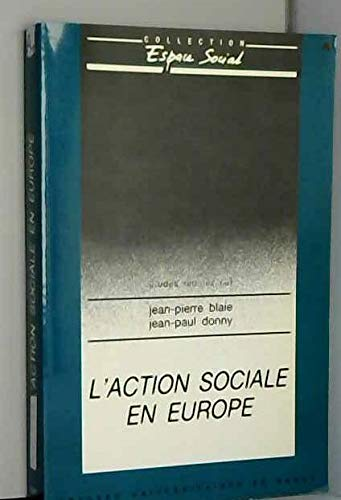 COLLECTION
Espace Social
jean-pierre blaie
jean-paul donny
L'ACTION SOCIALE
EN EUROPE
ACTION SOCIALE EN EUROPE